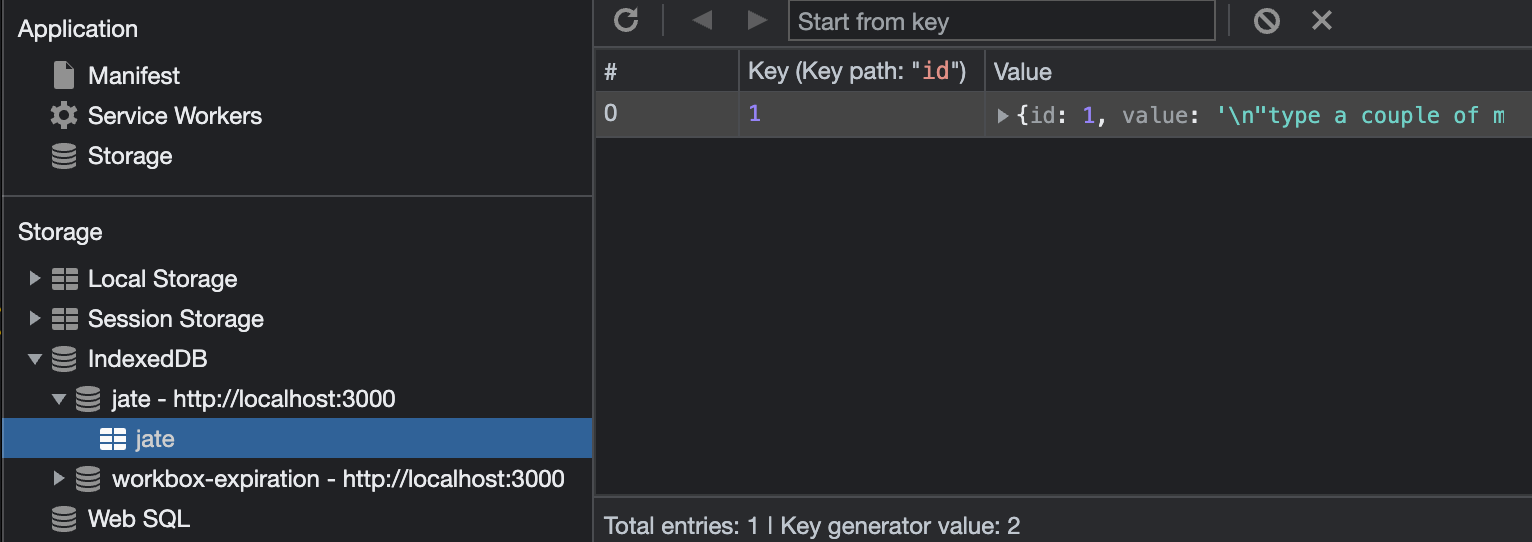 Application
Manifest
Service Workers
Storage
Storage
Local Storage
Session Storage
IndexedDB
jate - http://localhost:3000
jate
workbox-expiration - http://localhost:3000
Web SQL
Start from key
# Key (Key path: "id") Value
0 1 {id: 1, value: '\n"type a couple of m
Total entries: 1 | Key generator value: 2